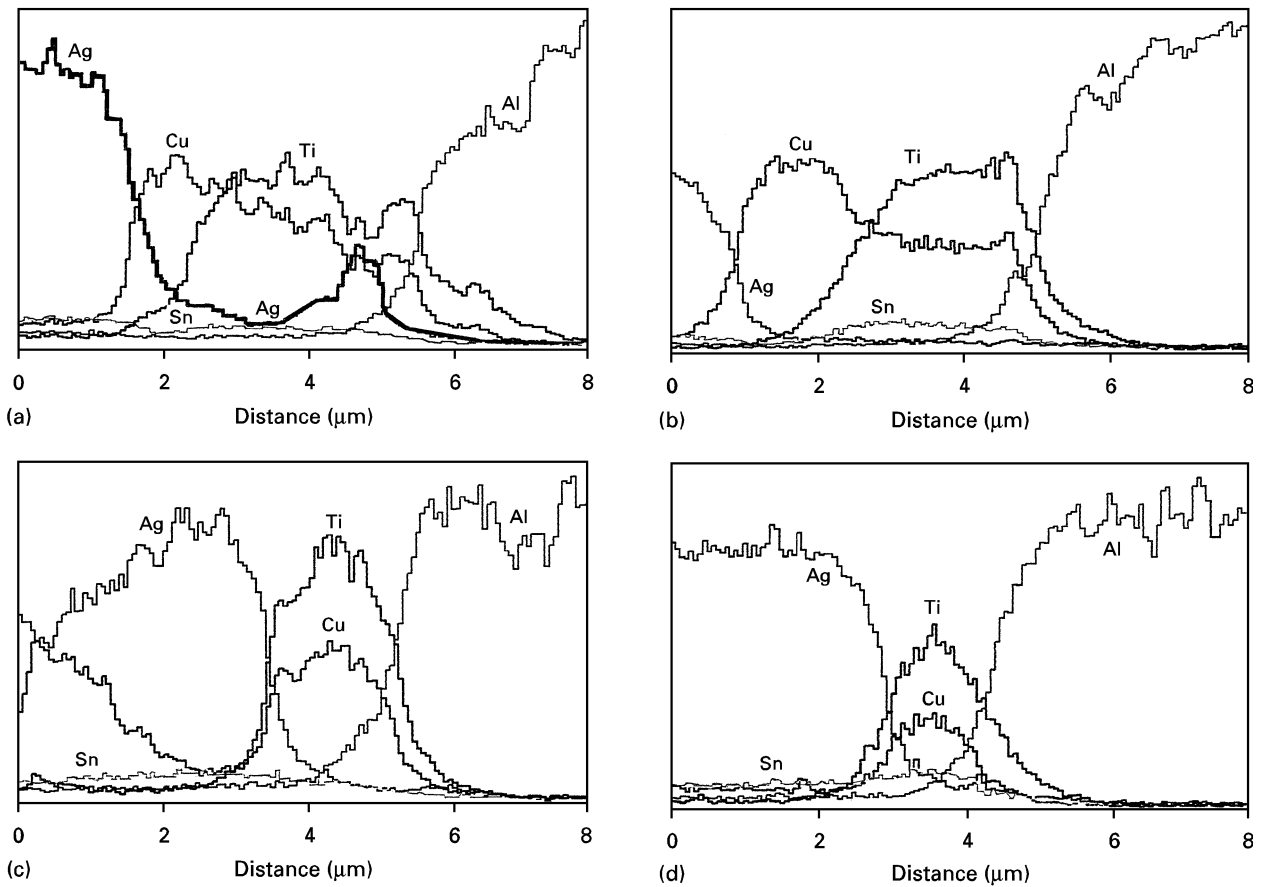 Ag
Cu
Ti
Al
Ag
Sn
0 2 4 6 8
(a) Distance (μm)
Al
Cu
Ti
Ag
Sn
0 2 4 6 8
(b) Distance (μm)
Ag
Ti
Al
Cu
Sn
0 2 4 6 8
(c) Distance (μm)
Al
Ag
Ti
Cu
Sn
0 2 4 6 8
(d) Distance (μm)